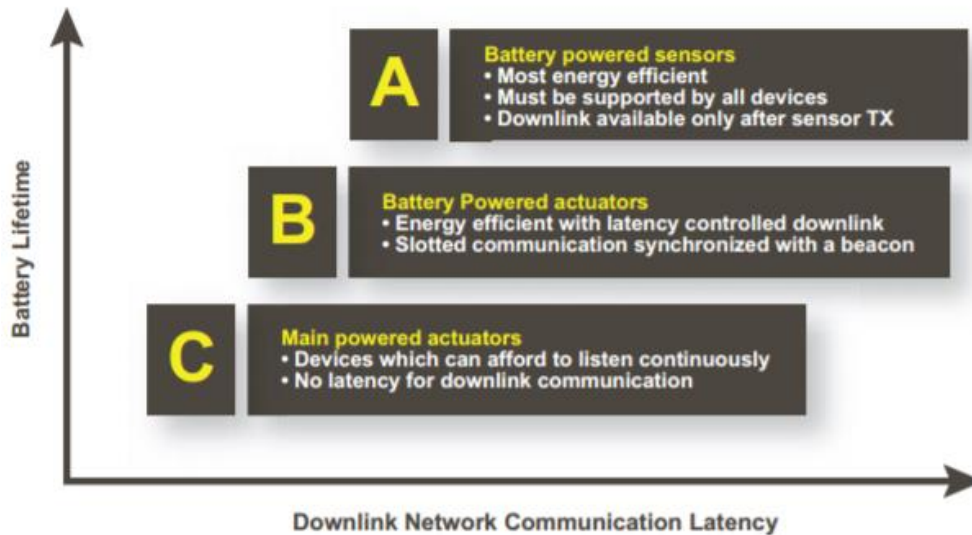 A
Battery powered sensors
• Most energy efficient
• Must be supported by all devices
• Downlink available only after sensor TX
B
Battery Powered actuators
• Energy efficient with latency controlled downlink
• Slotted communication synchronized with a beacon
C
Main powered actuators
• Devices which can afford to listen continuously
• No latency for downlink communication
Battery Lifetime
Downlink Network Communication Latency